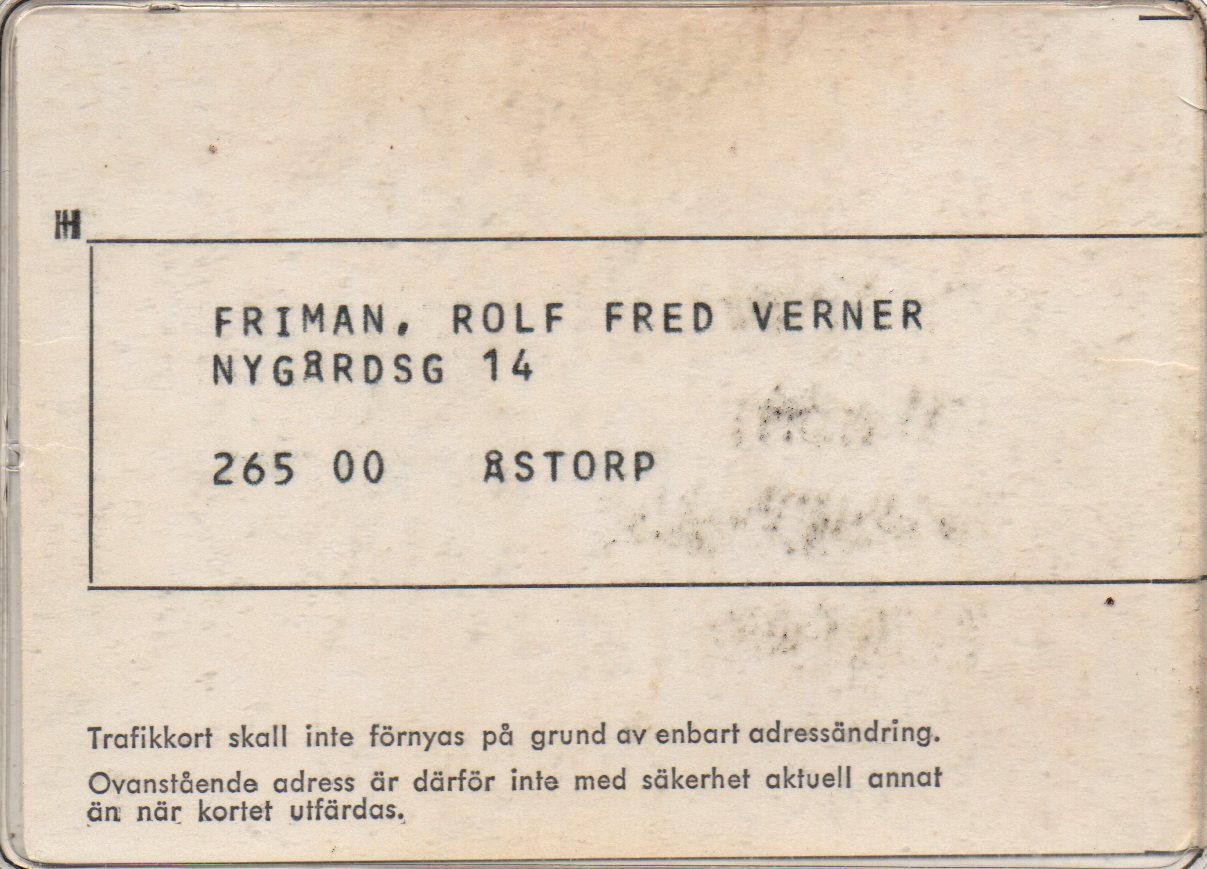 FRIMAN, ROLF FRED VERNER
NYGÅRDSG 14
265 00 ÅSTORP
Trafikkort skall inte förnyas på grund av enbart adressändring.
Ovanstående adress är därför inte med säkerhet aktuell annat
än när kortet utfärdas.